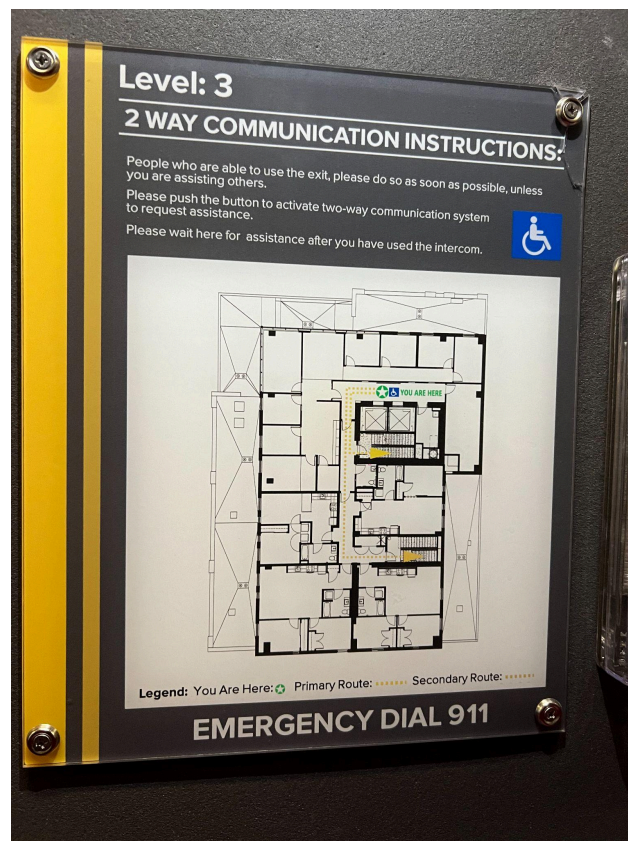 Level: 3
2 WAY COMMUNICATION INSTRUCTIONS:
People who are able to use the exit, please do so as soon as possible, unless
you are assisting others.
Please push the button to activate two-way communication system
to request assistance.
Please wait here for assistance after you have used the intercom.
YOU ARE HERE
Legend: You Are Here: Primary Route: Secondary Route:
EMERGENCY DIAL 911